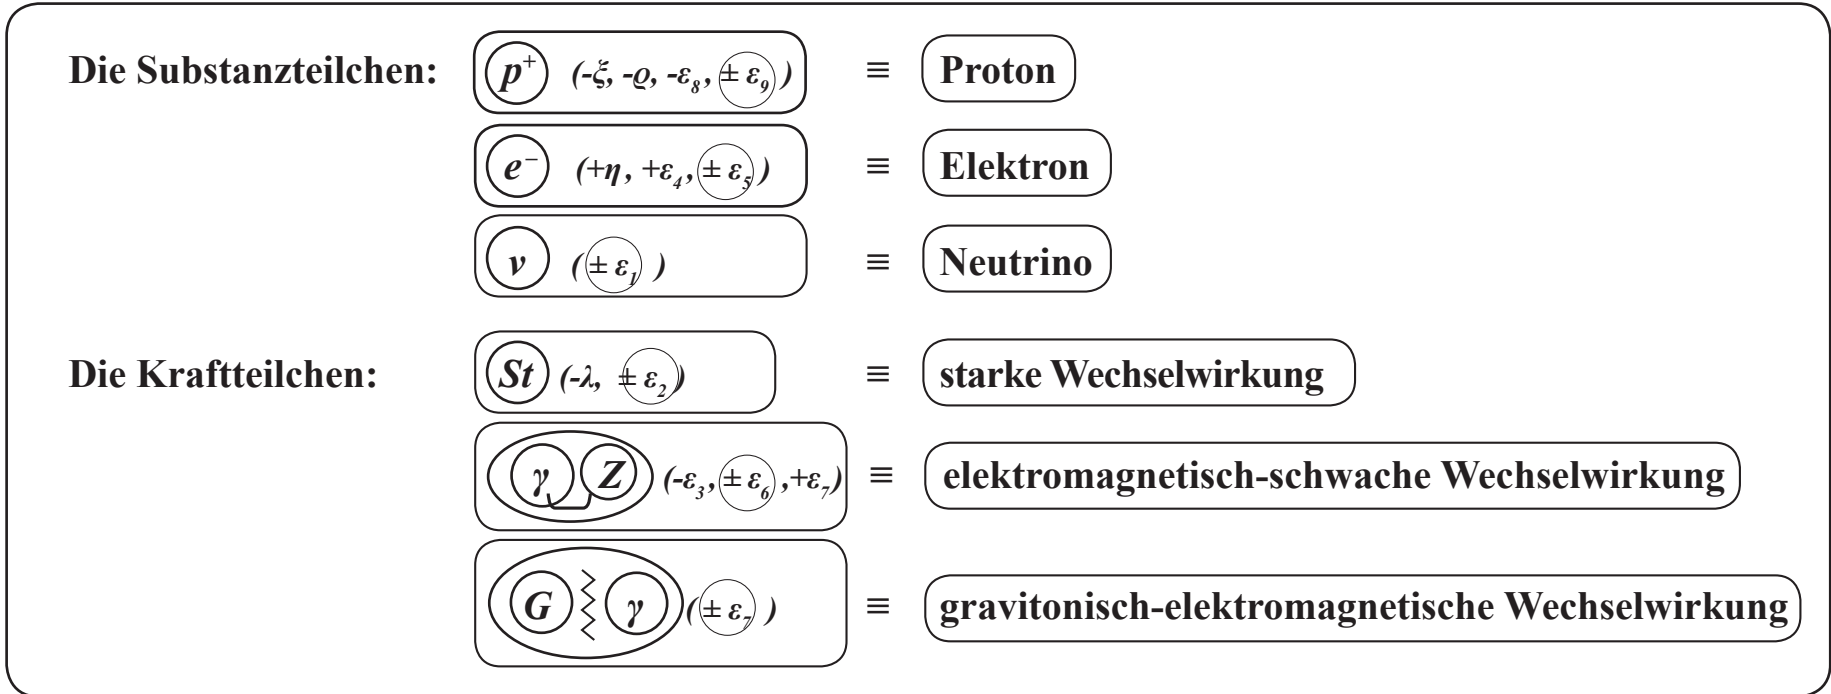 Die Substanzteilchen: p⁺ (-ξ, -ϱ, -ε₈, ± ε₉) ≡ Proton
e⁻ (+η, +ε₄, ± ε₅) ≡ Elektron
ν (± ε₁) ≡ Neutrino
Die Kraftteilchen: St (-λ, ± ε₂) ≡ starke Wechselwirkung
γ Z (-ε₃, ± ε₆, +ε₇) ≡ elektromagnetisch-schwache Wechselwirkung
G γ (± ε₇) ≡ gravitonisch-elektromagnetische Wechselwirkung